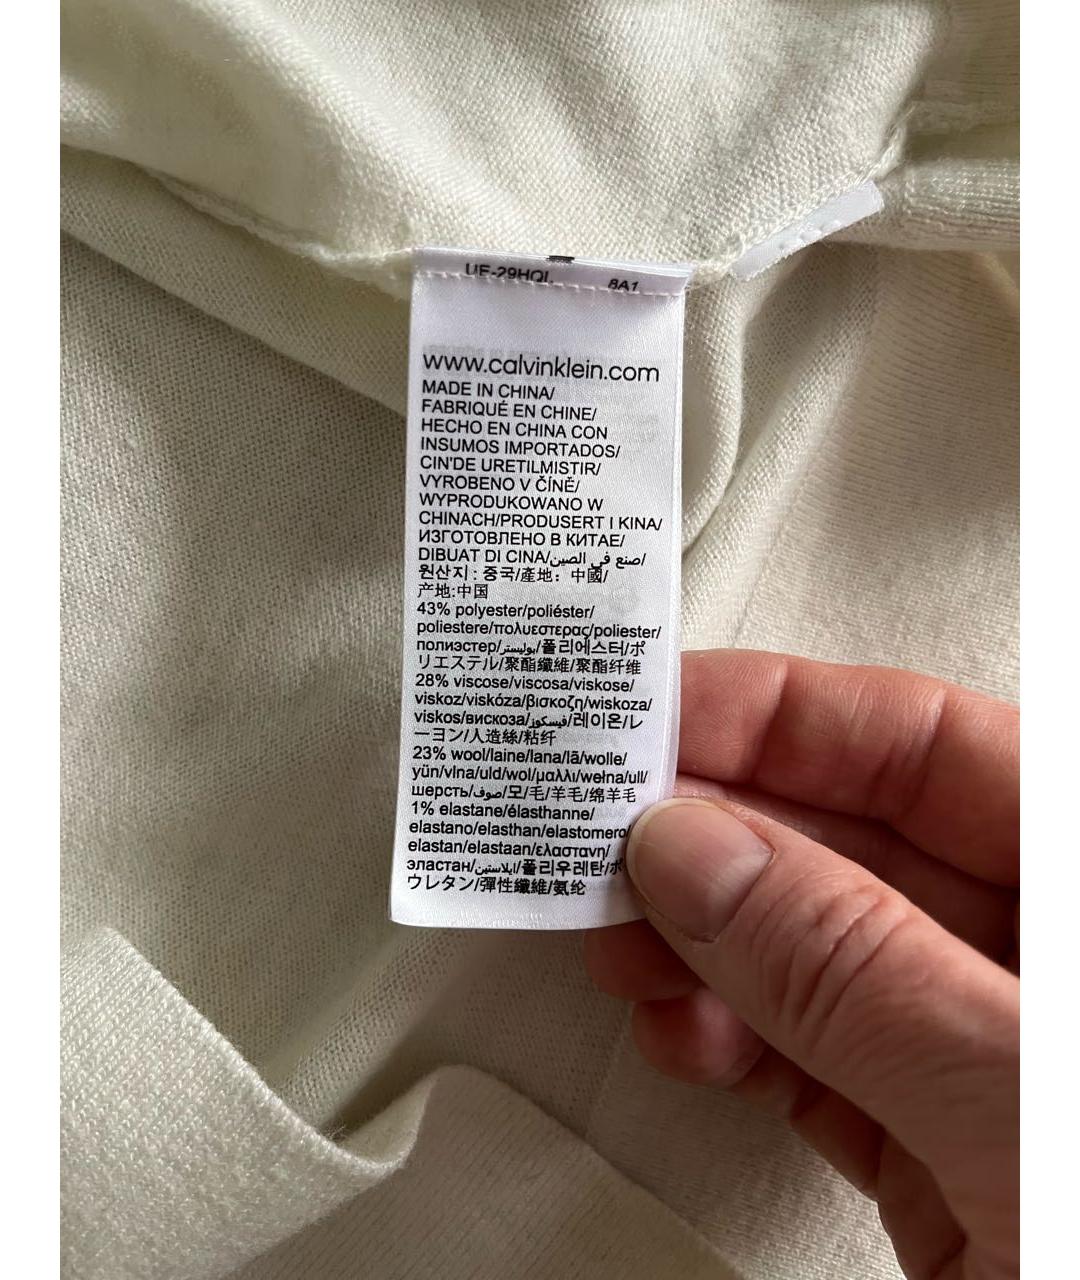 UE-29HQL 8A1
www.calvinklein.com
MADE IN CHINA/
FABRIQUÉ EN CHINE/
HECHO EN CHINA CON
INSUMOS IMPORTADOS/
CIN'DE URETILMISTIR/
VYROBENO V ČÍNĚ/
WYPRODUKOWANO W
CHINACH/PRODUSERT I KINA/
ИЗГОТОВЛЕНО В КИТАЕ/
DIBUAT DI CINA/صنع في الصين/
원산지 : 중국/產地： 中國/
产地:中国
43% polyester/poliéster/
poliestere/πολυεστερας/poliester/
полиэстер/بوليستر/폴리에스터/ポ
リエステル/聚酯纖維/聚酯纤维
28% viscose/viscosa/viskose/
viskoz/viskóza/βισκοζη/wiskoza/
viskos/вискоза/فيسكوز/레이온/レ
ーヨン/人造絲/粘纤
23% wool/laine/lana/lã/wolle/
yün/vlna/uld/wol/μαλλι/wełna/ull/
шерсть/صوف/모/毛/羊毛/绵羊毛
1% elastane/élasthanne/
elastano/elasthan/elastomero/
elastan/elastaan/ελαστανη/
эластан/ايلاستين/폴리우레탄/ポ
ウレタン/彈性纖維/氨纶